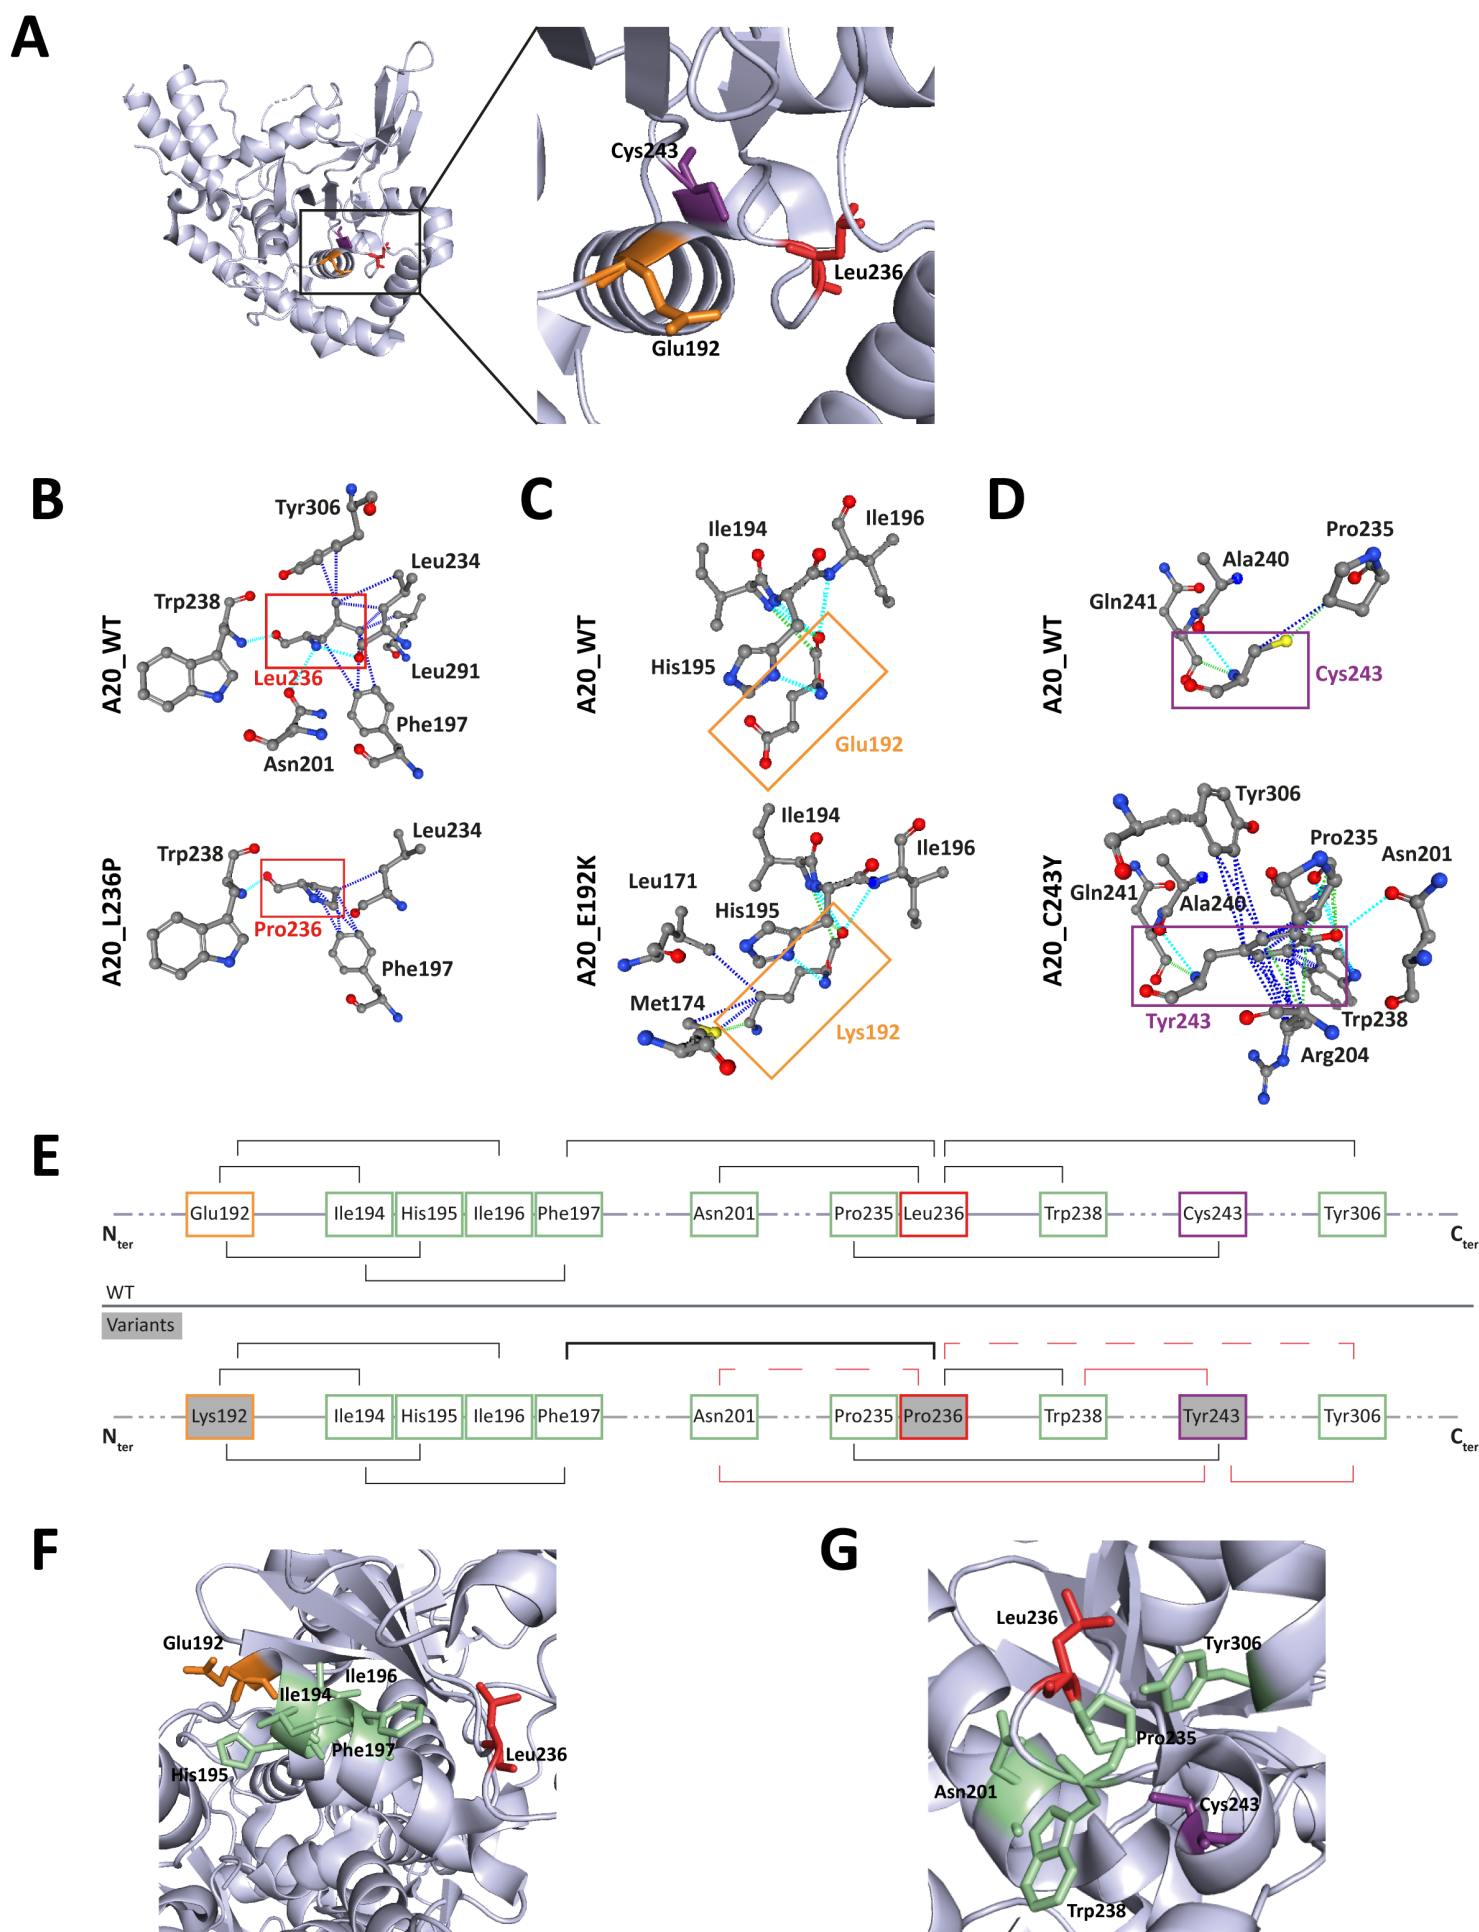 A
Cys243
Leu236
Glu192
B
A20_WT
Tyr306
Leu234
Trp238
Leu236
Leu291
Phe197
Asn201
A20_L236P
Leu234
Trp238
Pro236
Phe197
C
A20_WT
Ile194
Ile196
His195
Glu192
A20_E192K
Ile194
Ile196
Leu171
His195
Met174
Lys192
D
A20_WT
Pro235
Ala240
Gln241
Cys243
A20_C243Y
Tyr306
Pro235
Asn201
Gln241
Ala240
Tyr243
Trp238
Arg204
E
Glu192 Ile194 His195 Ile196 Phe197 Asn201 Pro235 Leu236 Trp238 Cys243 Tyr306
Nter Cter
WT
Variants
Lys192 Ile194 His195 Ile196 Phe197 Asn201 Pro235 Pro236 Trp238 Tyr243 Tyr306
Nter Cter
F
Glu192
Ile196
Ile194
Phe197
Leu236
His195
G
Leu236
Tyr306
Pro235
Asn201
Cys243
Trp238